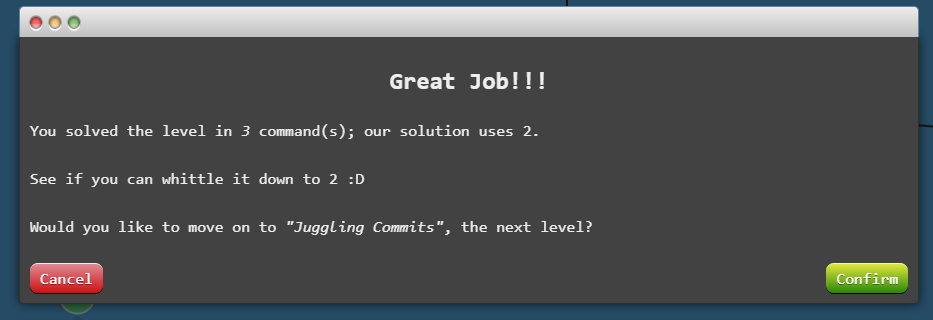 Great Job!!!
You solved the level in 3 command(s); our solution uses 2.
See if you can whittle it down to 2 :D
Would you like to move on to "Juggling Commits", the next level?
Cancel
Confirm